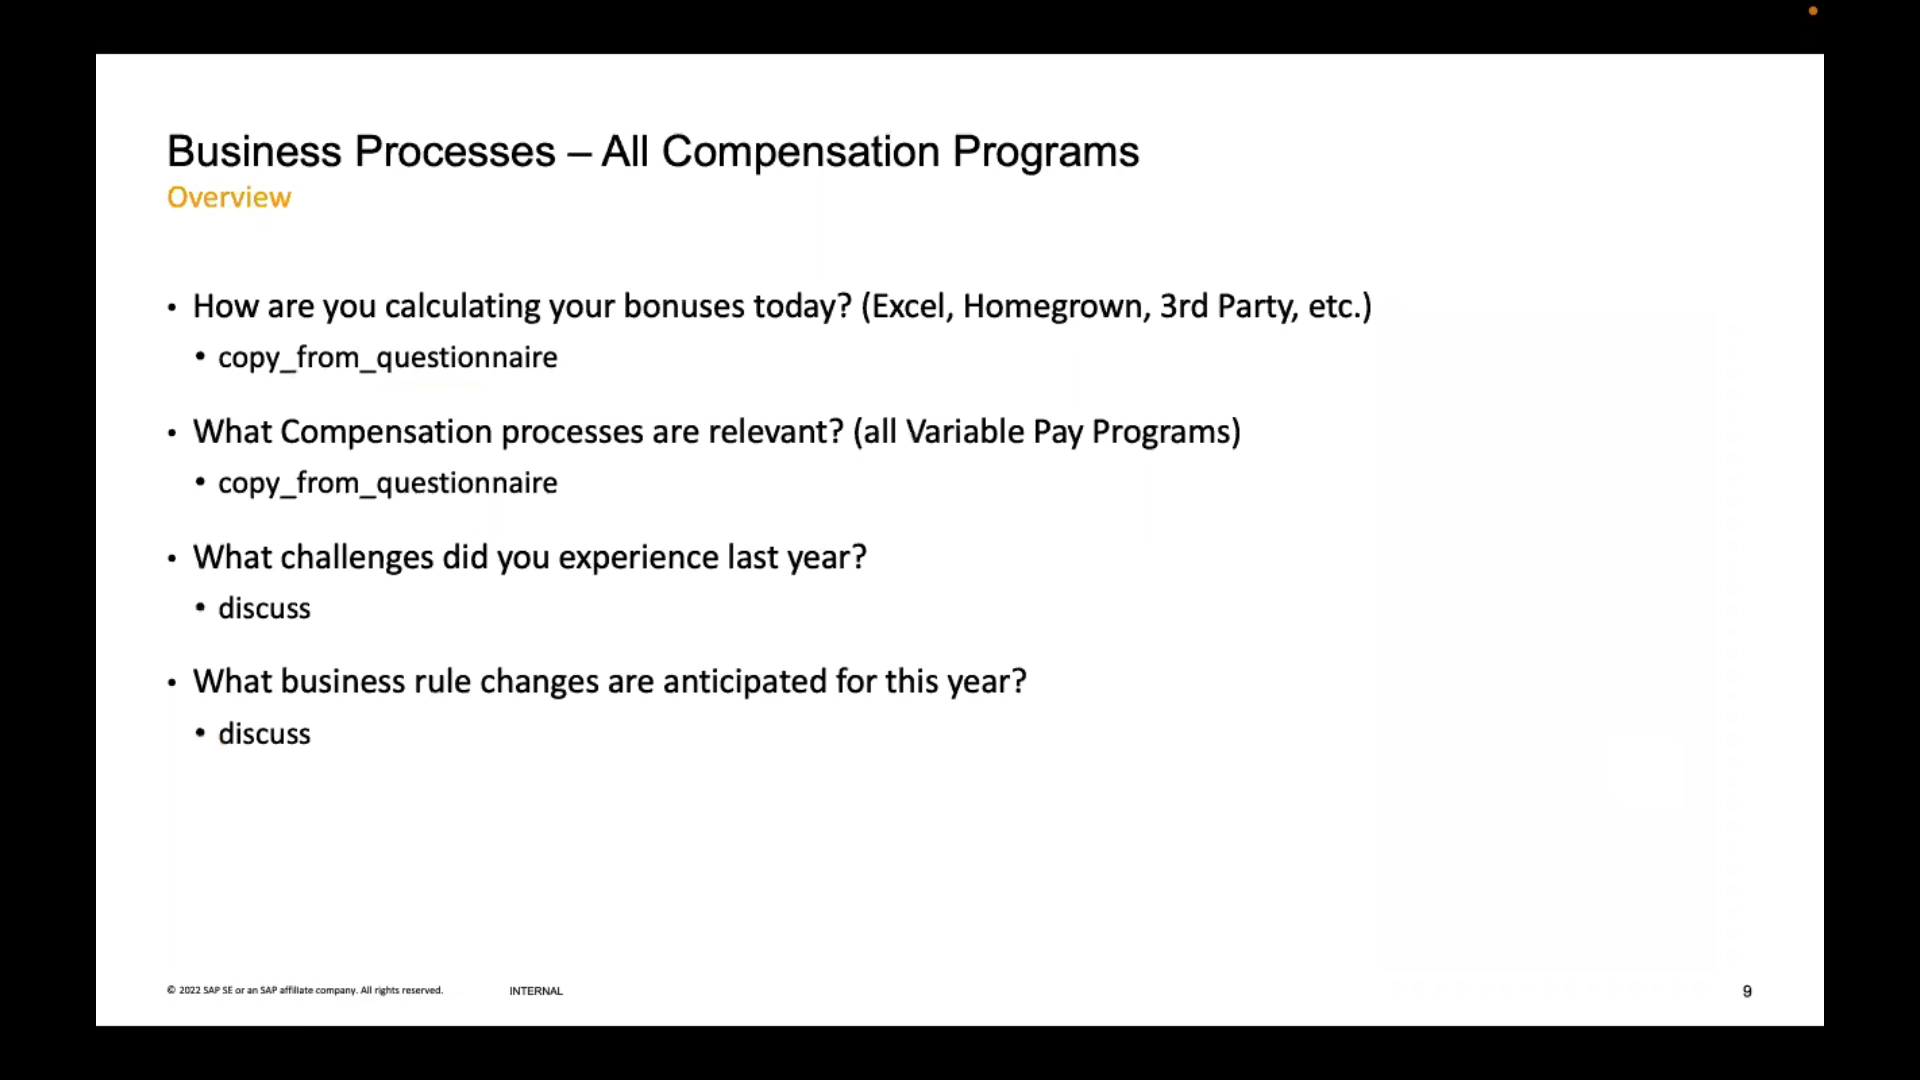 Business Processes – All Compensation Programs
Overview
• How are you calculating your bonuses today? (Excel, Homegrown, 3rd Party, etc.)
• copy_from_questionnaire
• What Compensation processes are relevant? (all Variable Pay Programs)
• copy_from_questionnaire
• What challenges did you experience last year?
• discuss
• What business rule changes are anticipated for this year?
• discuss
© 2022 SAP SE or an SAP affiliate company. All rights reserved. INTERNAL 9